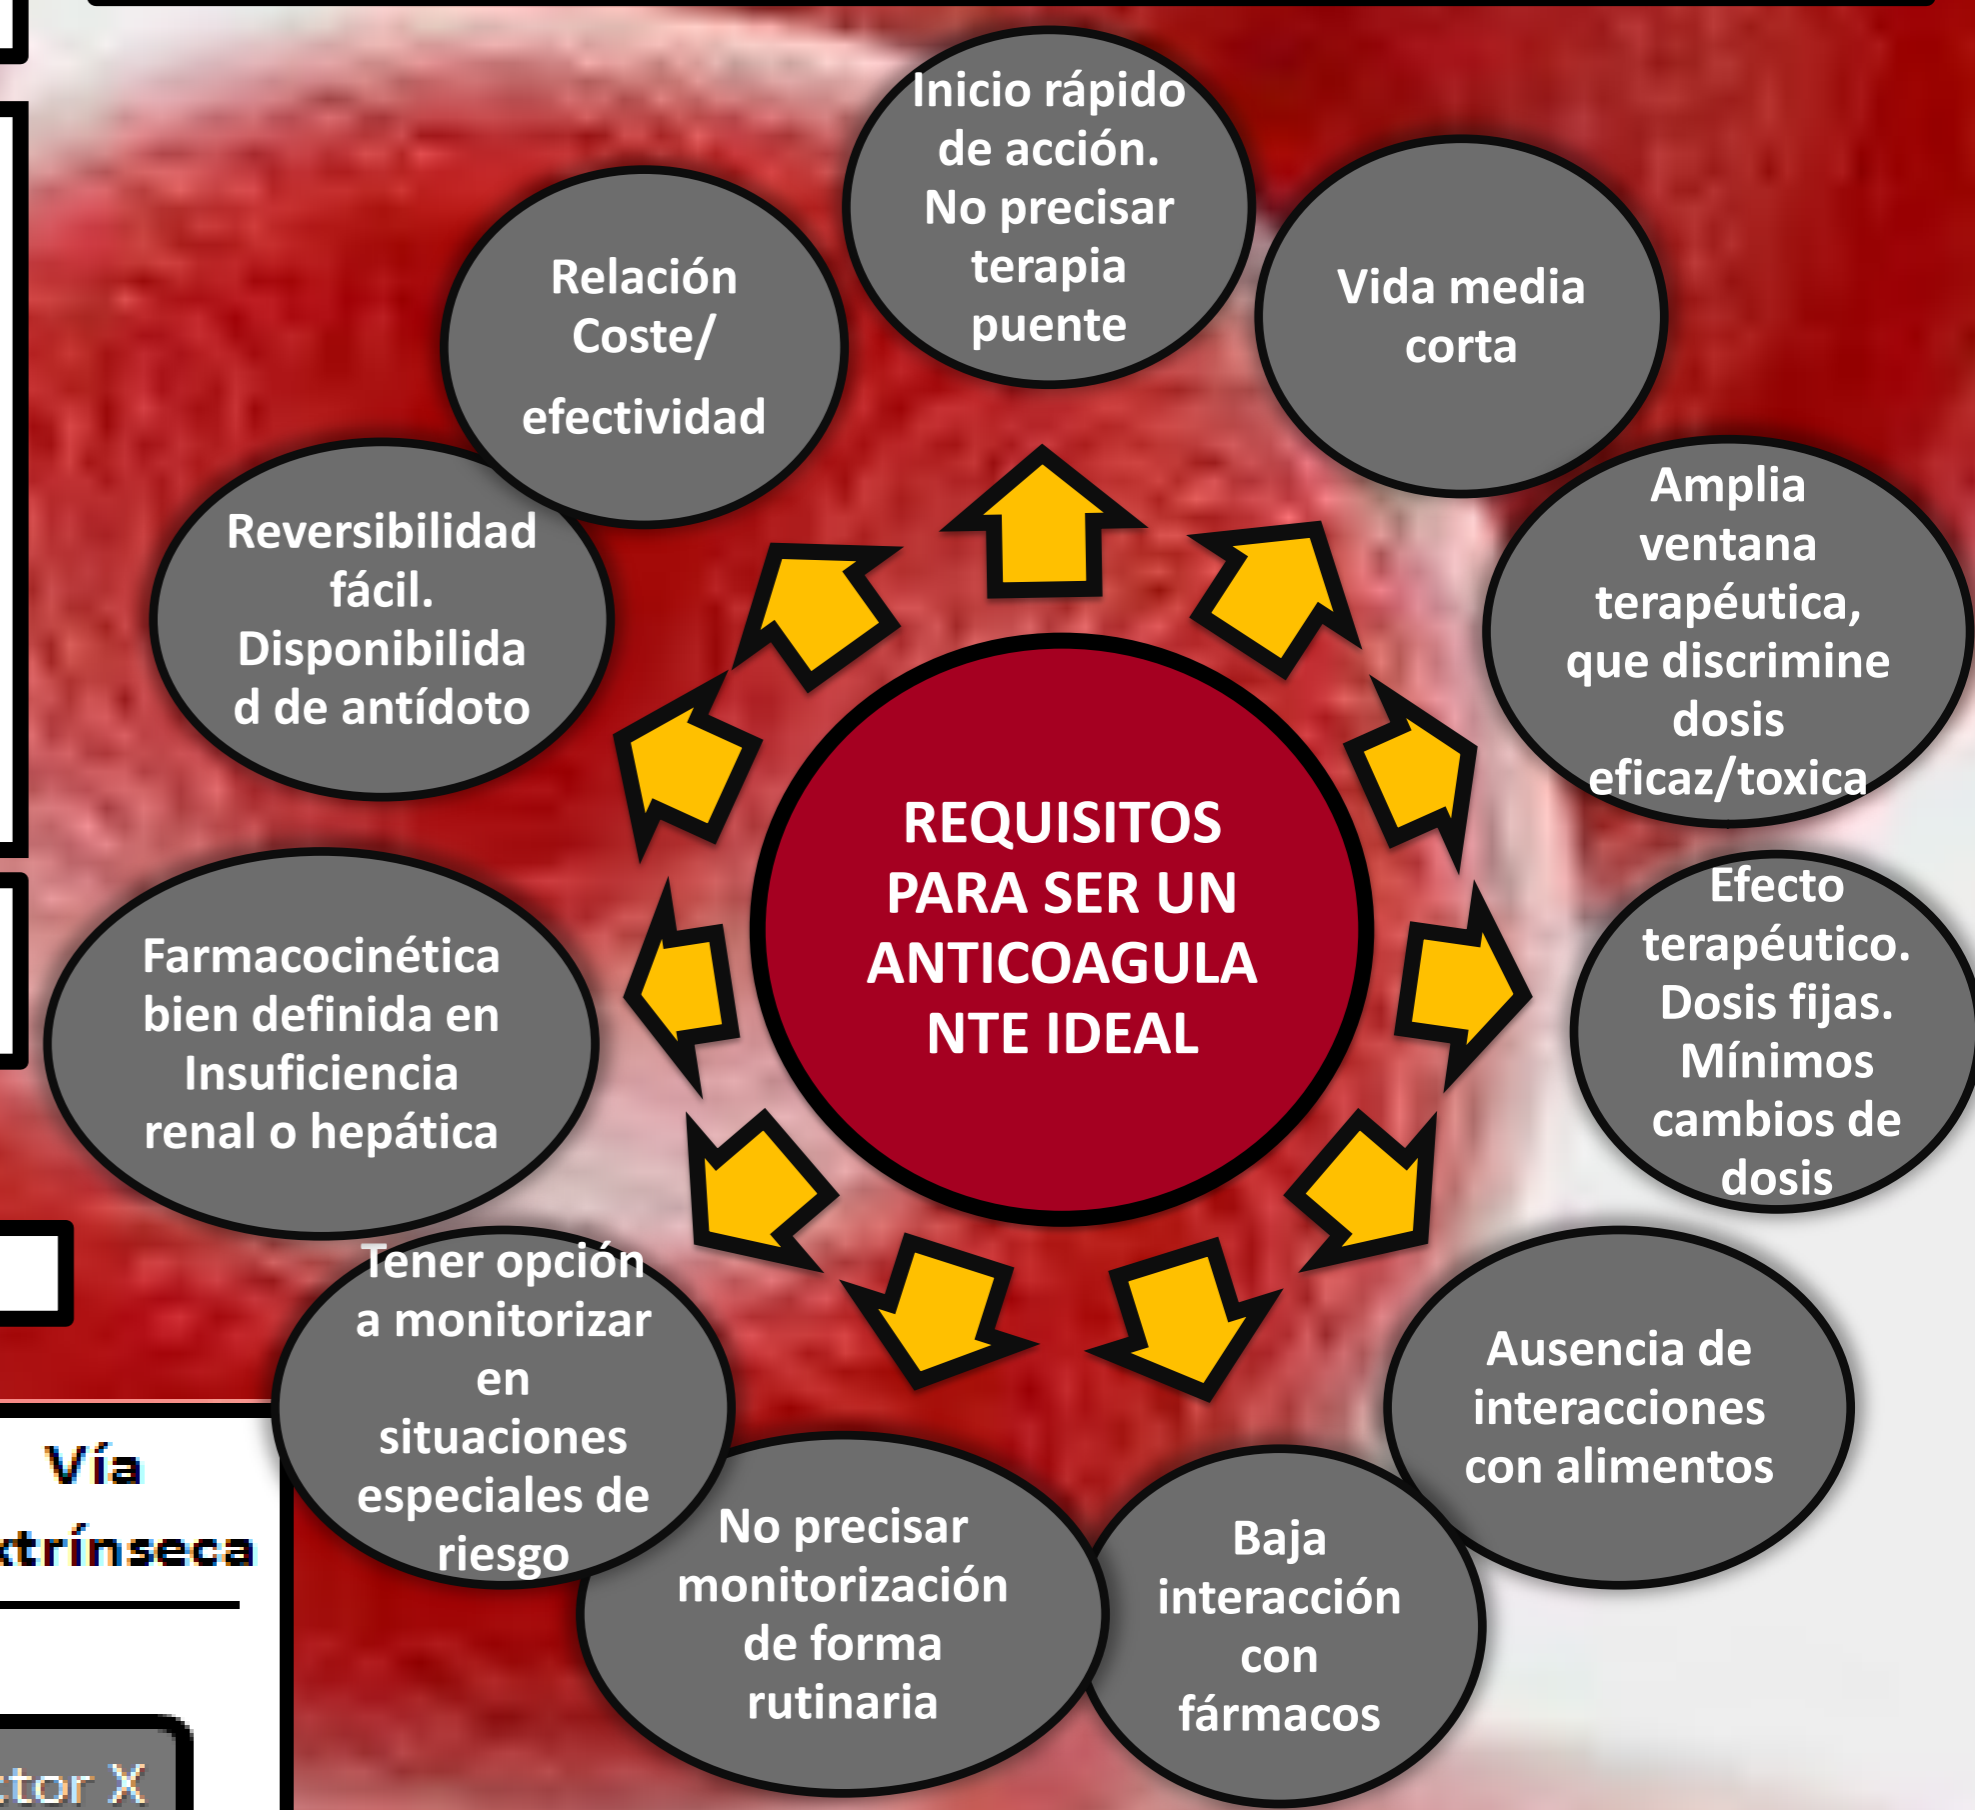 Inicio rápido
de acción.
No precisar
terapia
puente
Vida media
corta
Amplia
ventana
terapéutica,
que discrimine
dosis
eficaz/toxica
Efecto
terapéutico.
Dosis fijas.
Mínimos
cambios de
dosis
Ausencia de
interacciones
con alimentos
Baja
interacción
con
fármacos
No precisar
monitorización
de forma
rutinaria
Tener opción
a monitorizar
en
situaciones
especiales de
riesgo
Farmacocinética
bien definida en
Insuficiencia
renal o hepática
Reversibilidad
fácil.
Disponibilida
d de antídoto
Relación
Coste/
efectividad
REQUISITOS
PARA SER UN
ANTICOAGULA
NTE IDEAL
Vía
xtrínseca
ctor X